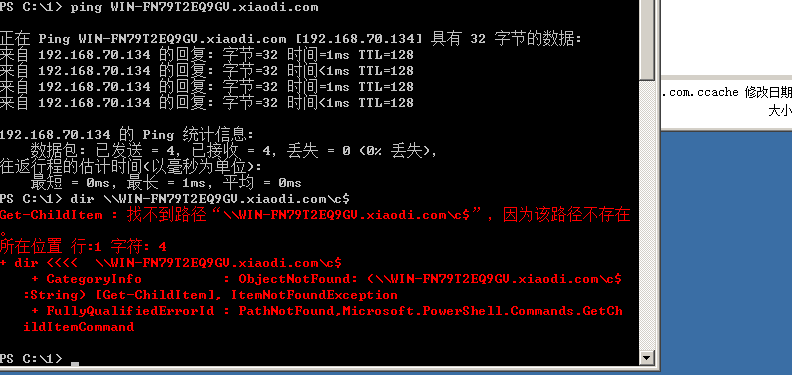 PS C:\1> ping WIN-FN79T2EQ9GV.xiaodi.com
正在 Ping WIN-FN79T2EQ9GV.xiaodi.com [192.168.70.134] 具有 32 字节的数据:
来自 192.168.70.134 的回复: 字节=32 时间=1ms TTL=128
来自 192.168.70.134 的回复: 字节=32 时间<1ms TTL=128
来自 192.168.70.134 的回复: 字节=32 时间<1ms TTL=128
来自 192.168.70.134 的回复: 字节=32 时间<1ms TTL=128
192.168.70.134 的 Ping 统计信息:
数据包: 已发送 = 4, 已接收 = 4, 丢失 = 0 (0% 丢失),
往返行程的估计时间(以毫秒为单位):
最短 = 0ms, 最长 = 1ms, 平均 = 0ms
PS C:\1> dir \\WIN-FN79T2EQ9GV.xiaodi.com\c$
Get-ChildItem : 找不到路径“\\WIN-FN79T2EQ9GV.xiaodi.com\c$”, 因为该路径不存在
。
所在位置 行:1 字符: 4
+ dir <<<<  \\WIN-FN79T2EQ9GV.xiaodi.com\c$
+ CategoryInfo : ObjectNotFound: (\\WIN-FN79T2EQ9GV.xiaodi.com\c$
:String) [Get-ChildItem], ItemNotFoundException
+ FullyQualifiedErrorId : PathNotFound,Microsoft.PowerShell.Commands.GetCh
ildItemCommand
PS C:\1>
.com.ccache 修改日期
大小